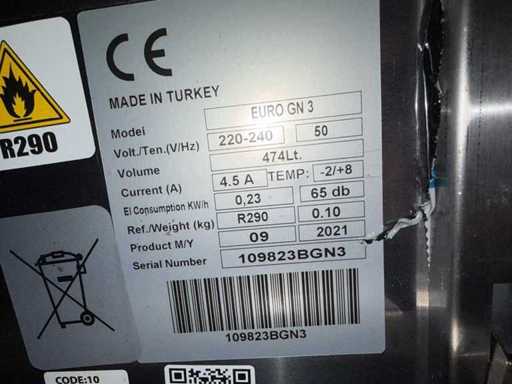 CE
R290
MADE IN TURKEY
Model EURO GN 3
Volt./Ten.(V/Hz) 220-240 50
Volume 474Lt.
Current (A) 4.5 A TEMP: -2/+8
El Consumption KW/h 0,23 65 db
Ref./Weight (kg) R290 0.10
Product M/Y 09 2021
Serial Number 109823BGN3
109823BGN3
CODE:10